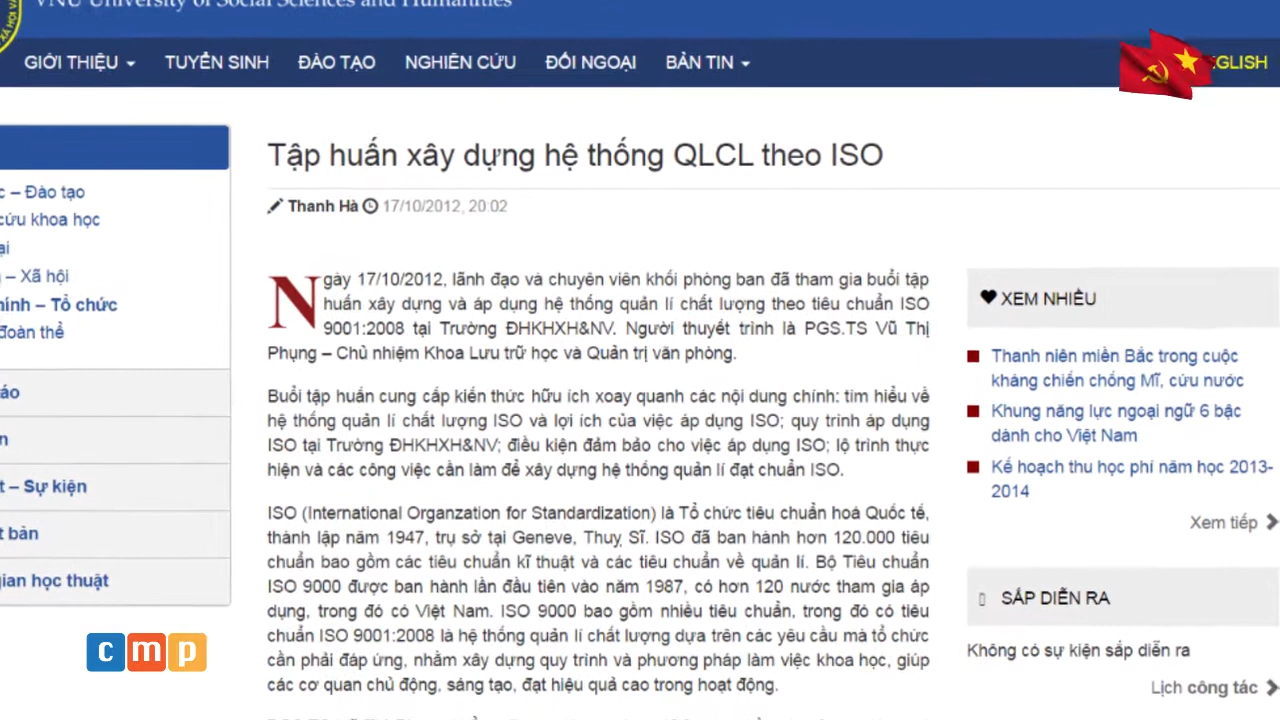 VNU University of Social Sciences and Humanities
GIỚI THIỆU
TUYỂN SINH
ĐÀO TẠO
NGHIÊN CỨU
ĐỐI NGOẠI
BẢN TIN
GLISH
– Đào tạo
cứu khoa học
– Xã hội
– Tổ chức
đoàn thể
– Sự kiện
bản
gian học thuật
cmp
Tập huấn xây dựng hệ thống QLCL theo ISO
Thanh Hà 17/10/2012, 20:02
Ngày 17/10/2012, lãnh đạo và chuyên viên khối phòng ban đã tham gia buổi tập
huấn xây dựng và áp dụng hệ thống quản lí chất lượng theo tiêu chuẩn ISO
9001:2008 tại Trường ĐHKHXH&NV. Người thuyết trình là PGS.TS Vũ Thị
Phụng – Chủ nhiệm Khoa Lưu trữ học và Quản trị văn phòng.
Buổi tập huấn cung cấp kiến thức hữu ích xoay quanh các nội dung chính: tìm hiểu về
hệ thống quản lí chất lượng ISO và lợi ích của việc áp dụng ISO; quy trình áp dụng
ISO tại Trường ĐHKHXH&NV; điều kiện đảm bảo cho việc áp dụng ISO; lộ trình thực
hiện và các công việc cần làm để xây dựng hệ thống quản lí đạt chuẩn ISO.
ISO (International Organzation for Standardization) là Tổ chức tiêu chuẩn hoá Quốc tế,
thành lập năm 1947, trụ sở tại Geneve, Thuỵ Sĩ. ISO đã ban hành hơn 120.000 tiêu
chuẩn bao gồm các tiêu chuẩn kĩ thuật và các tiêu chuẩn về quản lí. Bộ Tiêu chuẩn
ISO 9000 được ban hành lần đầu tiên vào năm 1987, có hơn 120 nước tham gia áp
dụng, trong đó có Việt Nam. ISO 9000 bao gồm nhiều tiêu chuẩn, trong đó có tiêu
chuẩn ISO 9001:2008 là hệ thống quản lí chất lượng dựa trên các yêu cầu mà tổ chức
cần phải đáp ứng, nhằm xây dựng quy trình và phương pháp làm việc khoa học, giúp
các cơ quan chủ động, sáng tạo, đạt hiệu quả cao trong hoạt động.
XEM NHIỀU
Thanh niên miền Bắc trong cuộc
kháng chiến chống Mĩ, cứu nước
Khung năng lực ngoại ngữ 6 bậc
dành cho Việt Nam
Kế hoạch thu học phí năm học 2013-
2014
Xem tiếp
SẮP DIỄN RA
Không có sự kiện sắp diễn ra
Lịch công tác